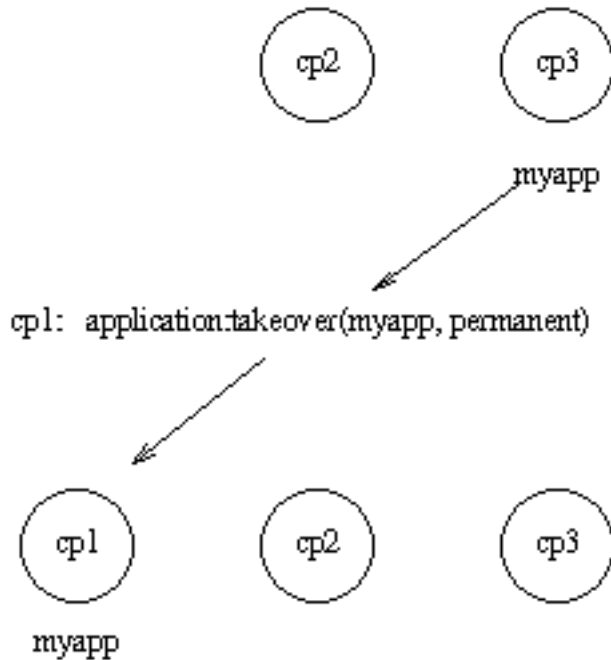 cp2 cp3
myapp
cp1: application:takeover(myapp, permanent)
cp1 cp2 cp3
myapp